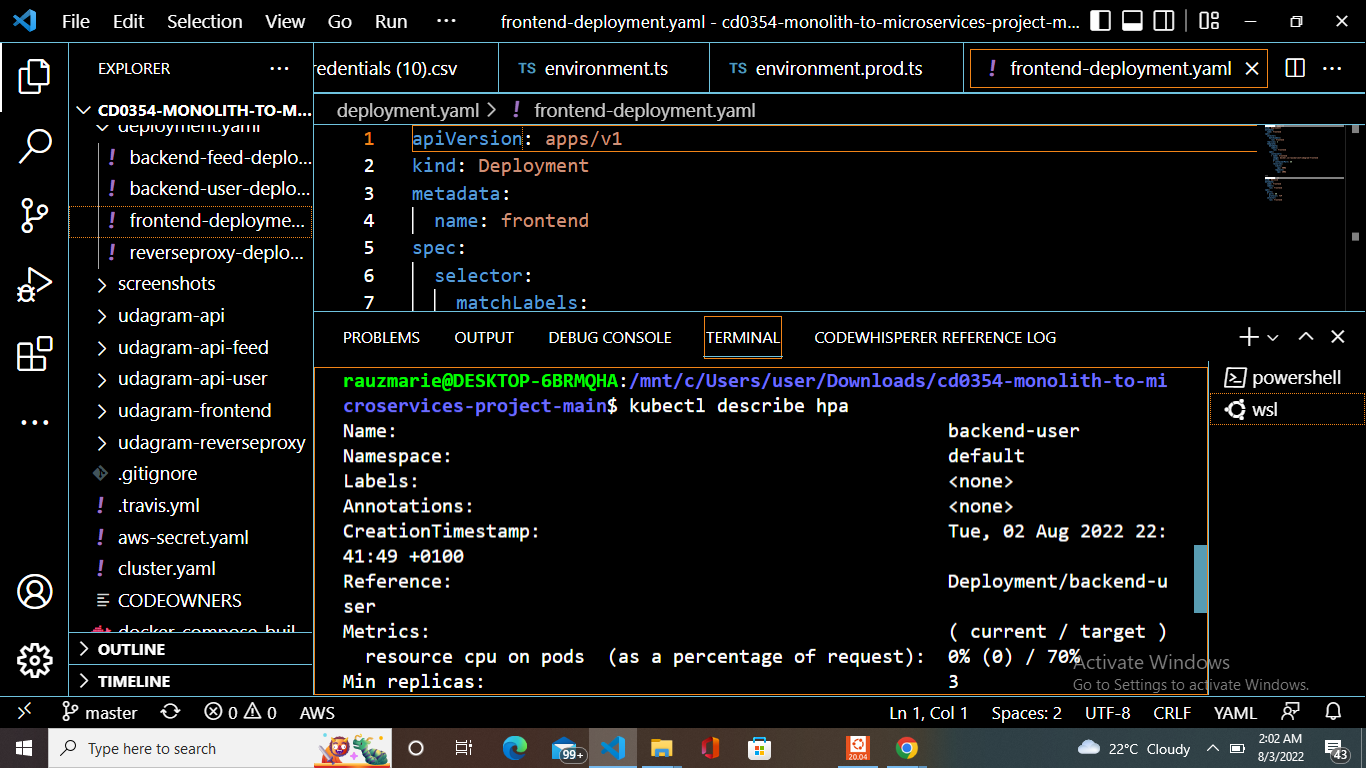 File Edit Selection View Go Run ··· frontend-deployment.yaml - cd0354-monolith-to-microservices-project-m...
EXPLORER ···
CD0354-MONOLITH-TO-M...
deployment.yaml
! backend-feed-deplo...
! backend-user-deplo...
! frontend-deployme...
! reverseproxy-deplo...
screenshots
udagram-api
udagram-api-feed
udagram-api-user
udagram-frontend
udagram-reverseproxy
.gitignore
! .travis.yml
! aws-secret.yaml
! cluster.yaml
CODEOWNERS
docker-compose-buil...
OUTLINE
TIMELINE
redentials (10).csv TS environment.ts TS environment.prod.ts ! frontend-deployment.yaml ···
deployment.yaml > ! frontend-deployment.yaml
1 apiVersion: apps/v1
2 kind: Deployment
3 metadata:
4 name: frontend
5 spec:
6 selector:
7 matchLabels:
PROBLEMS OUTPUT DEBUG CONSOLE TERMINAL CODEWHISPERER REFERENCE LOG
rauzmarie@DESKTOP-6BRMQHA:/mnt/c/Users/user/Downloads/cd0354-monolith-to-mi
croservices-project-main$ kubectl describe hpa
Name: backend-user
Namespace: default
Labels: <none>
Annotations: <none>
CreationTimestamp: Tue, 02 Aug 2022 22:
41:49 +0100
Reference: Deployment/backend-u
ser
Metrics: ( current / target )
resource cpu on pods (as a percentage of request): 0% (0) / 70%
Min replicas: 3
powershell
wsl
Activate Windows
Go to Settings to activate Windows.
master 0 0 AWS Ln 1, Col 1 Spaces: 2 UTF-8 CRLF YAML
Type here to search 99+ 20.04 22°C Cloudy 2:02 AM
8/3/2022 43